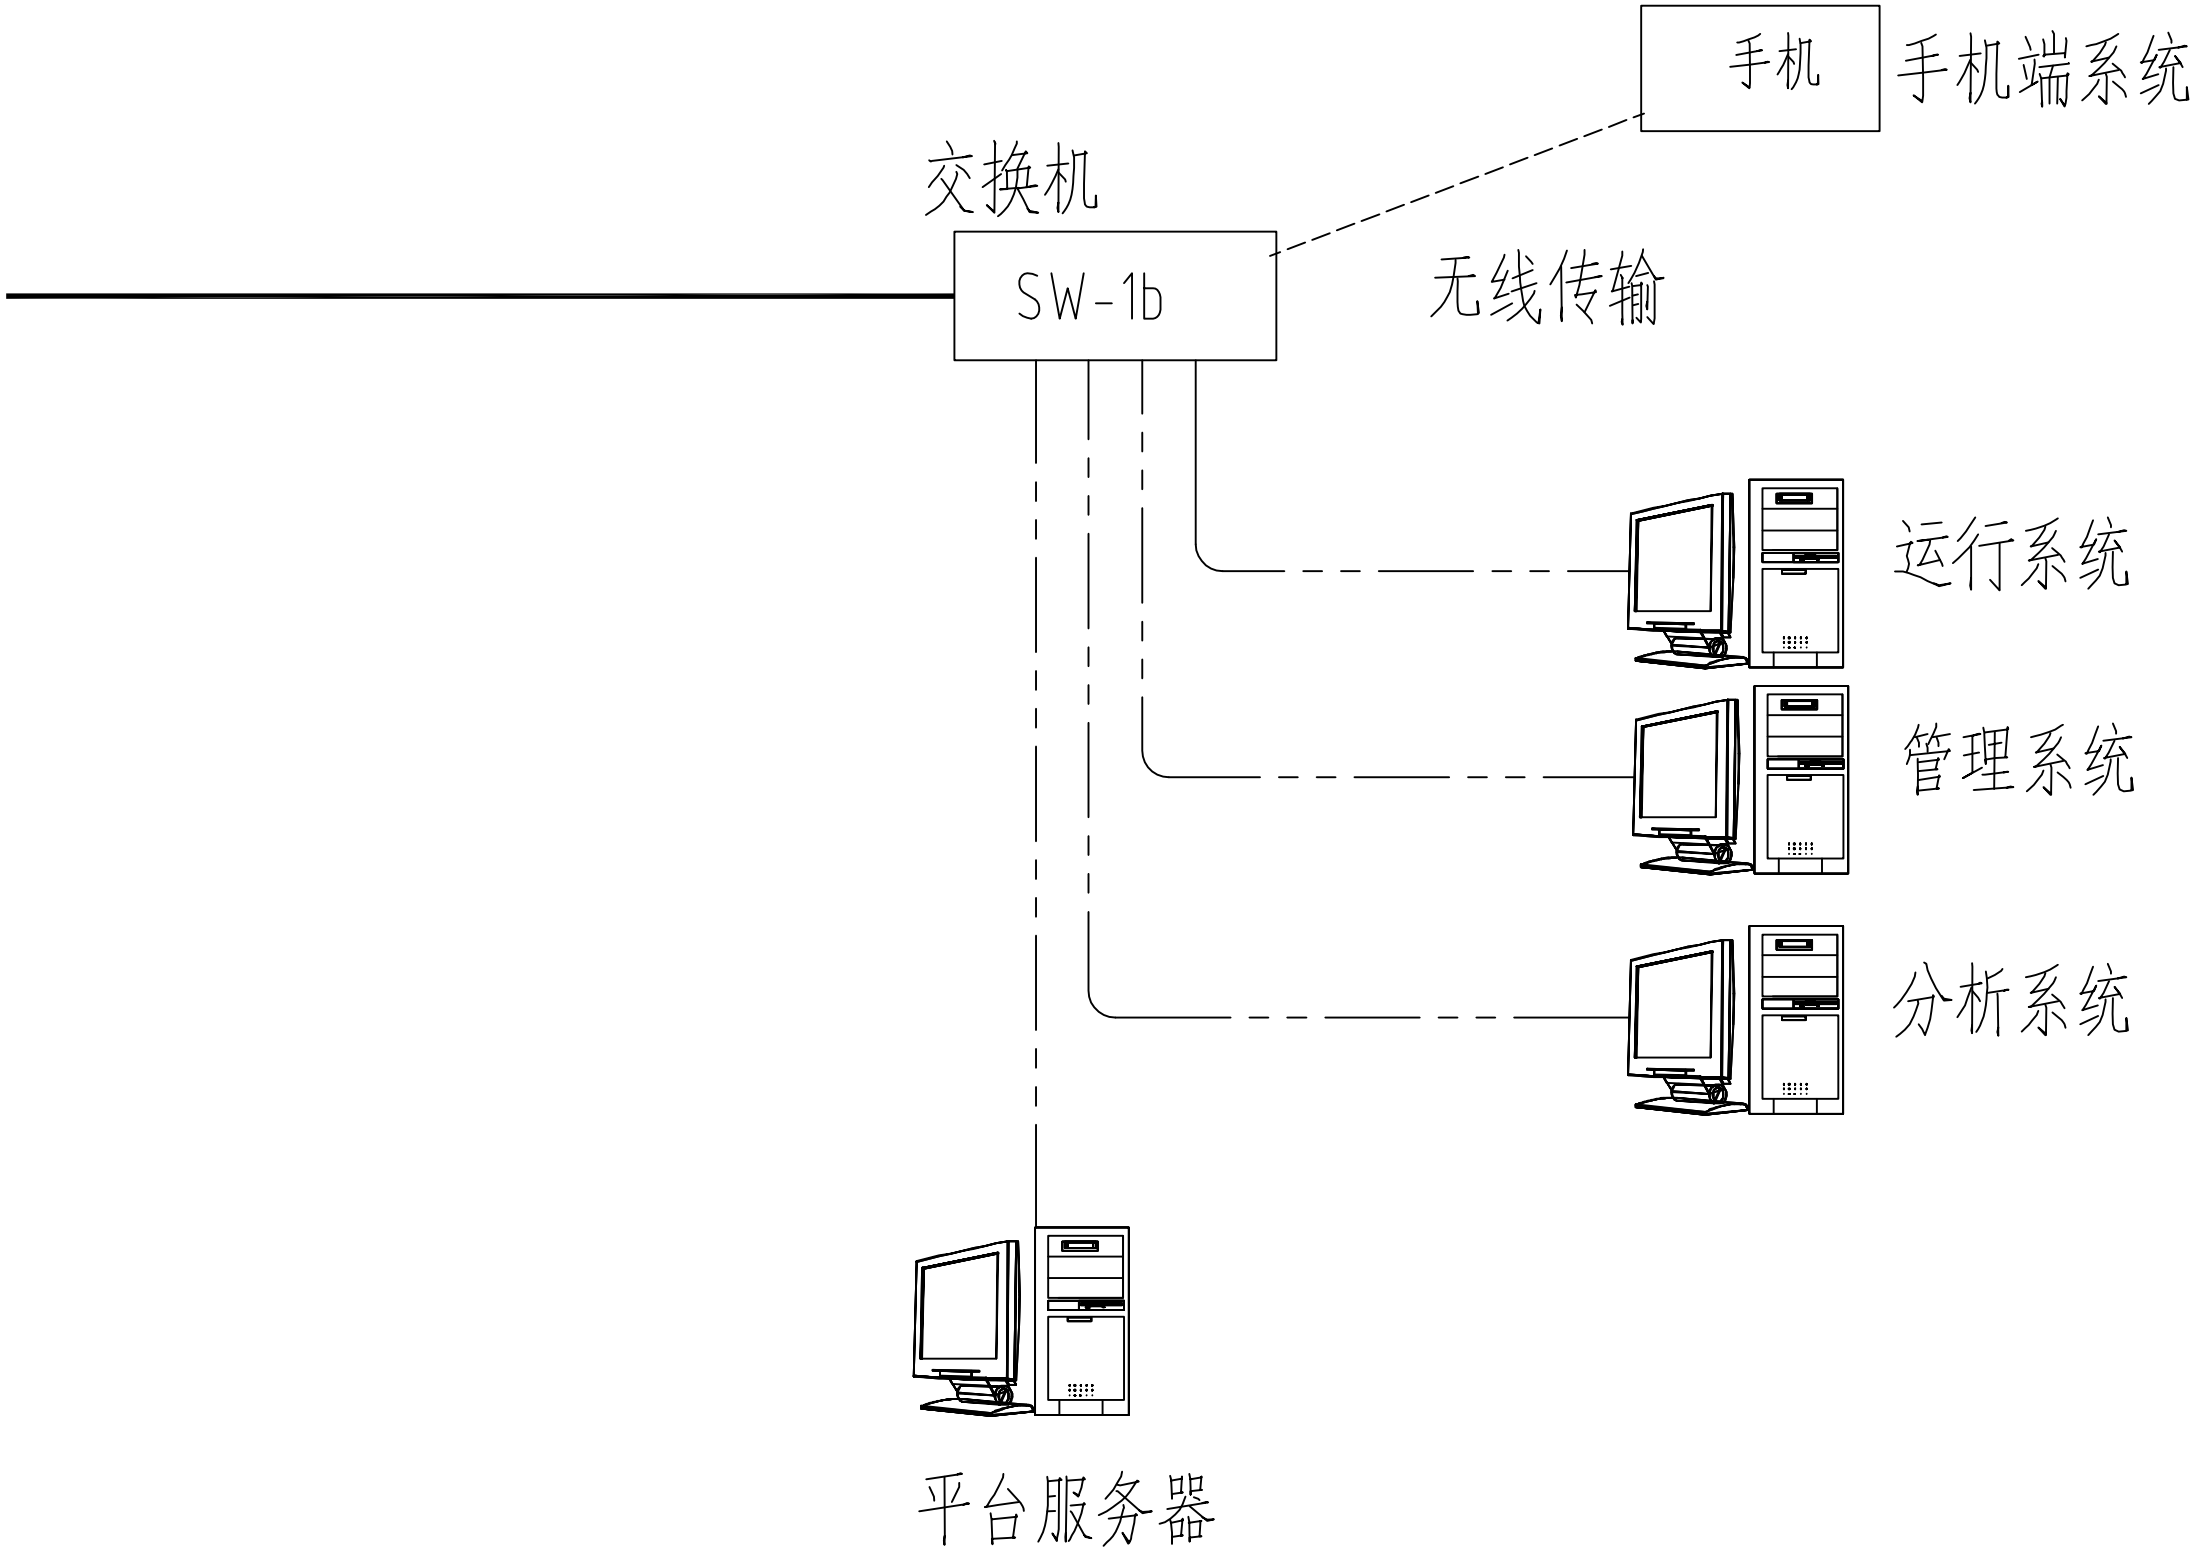 手机
手机端系统
交换机
SW-1b
无线传输
运行系统
管理系统
分析系统
平台服务器